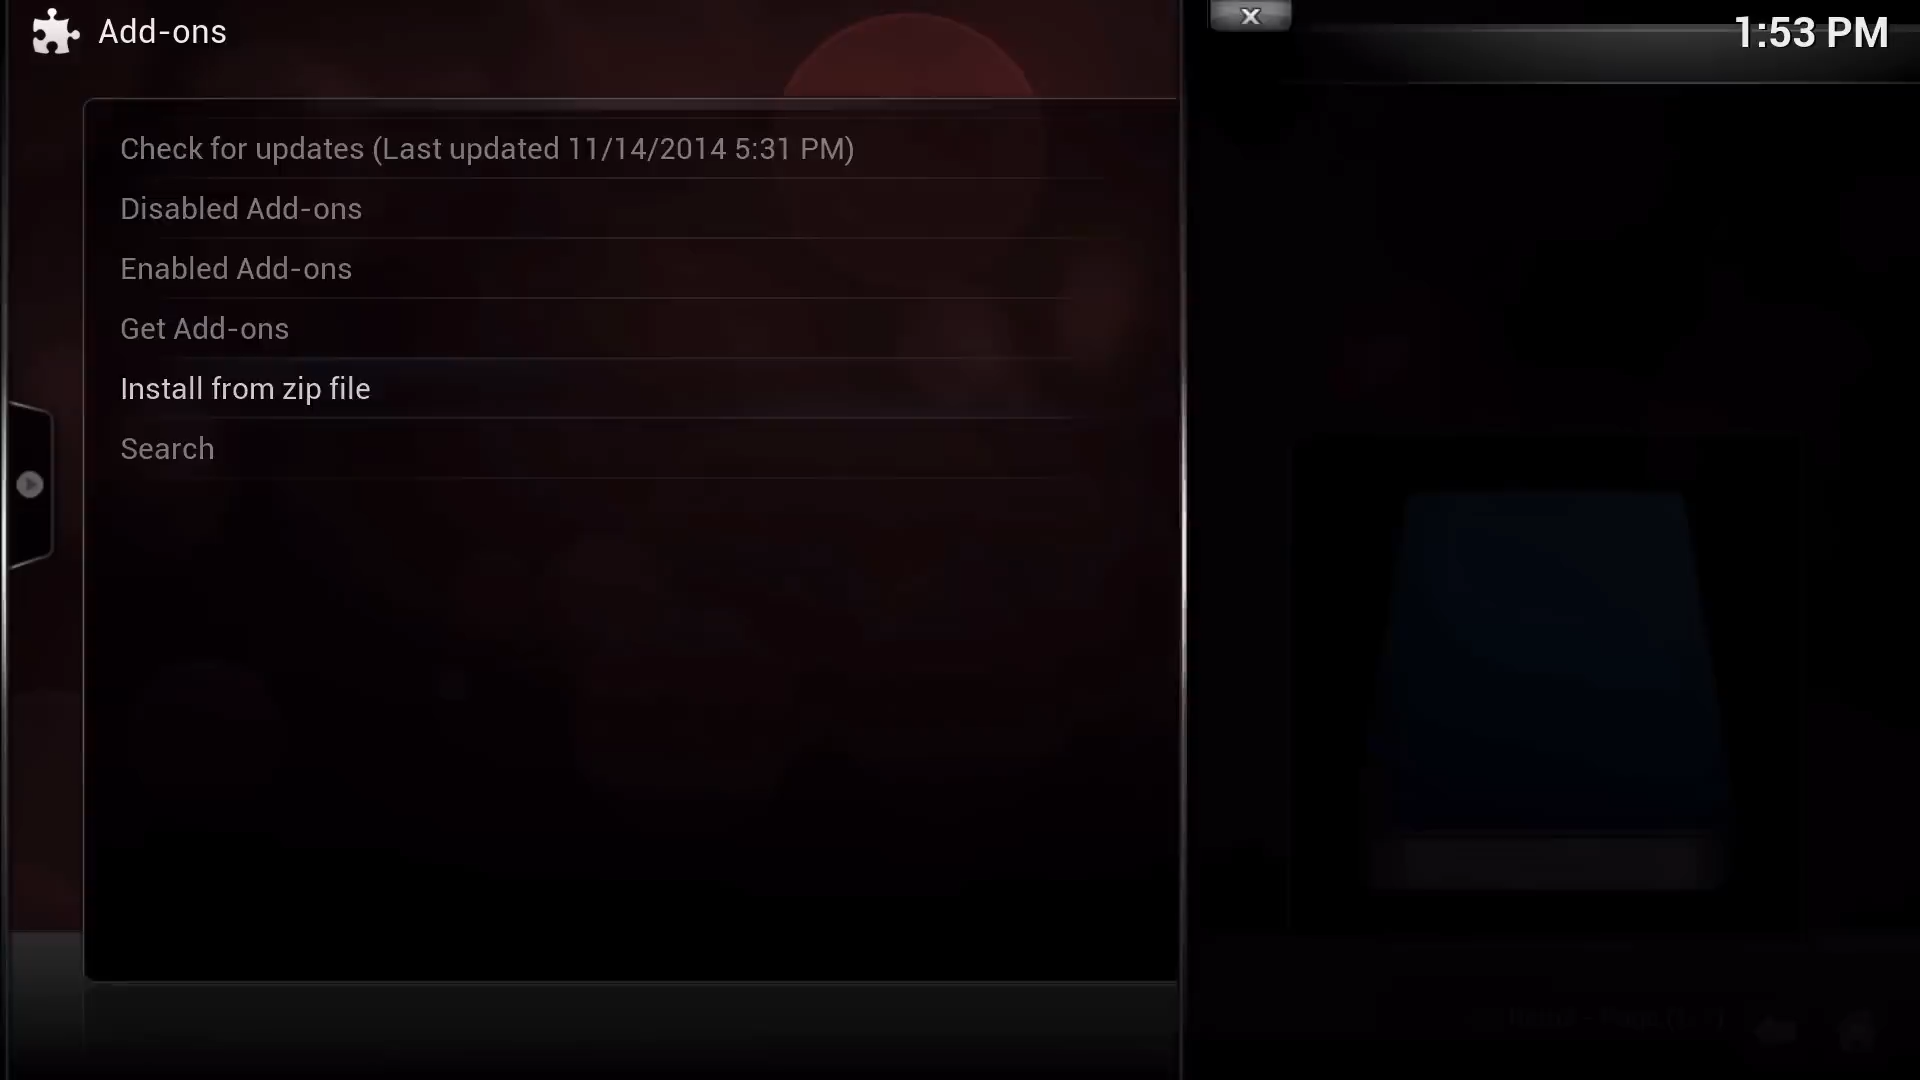 Add-ons
X
1:53 PM
Check for updates (Last updated 11/14/2014 5:31 PM)
Disabled Add-ons
Enabled Add-ons
Get Add-ons
Install from zip file
Search